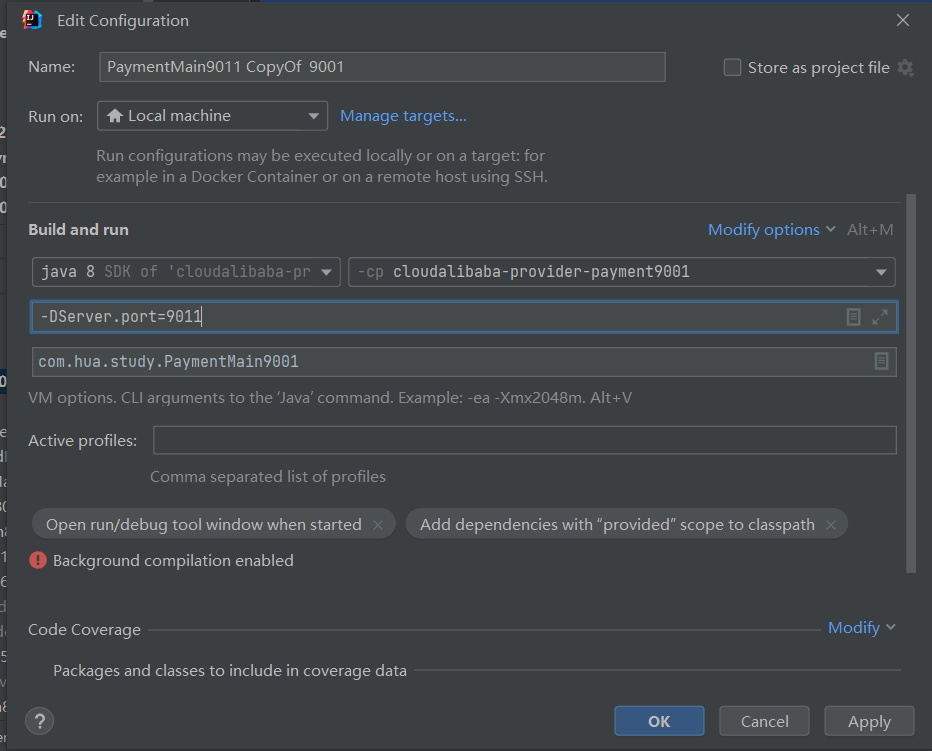 Edit Configuration
Name: PaymentMain9011 CopyOf 9001 Store as project file
Run on: Local machine Manage targets...
Run configurations may be executed locally or on a target: for
example in a Docker Container or on a remote host using SSH.
Build and run Modify options Alt+M
java 8 SDK of 'cloudalibaba-pr -cp cloudalibaba-provider-payment9001
-DServer.port=9011
com.hua.study.PaymentMain9001
VM options. CLI arguments to the ‘Java’ command. Example: -ea -Xmx2048m. Alt+V
Active profiles:
Comma separated list of profiles
Open run/debug tool window when started × Add dependencies with “provided” scope to classpath ×
Background compilation enabled
Code Coverage Modify
Packages and classes to include in coverage data
? OK Cancel Apply